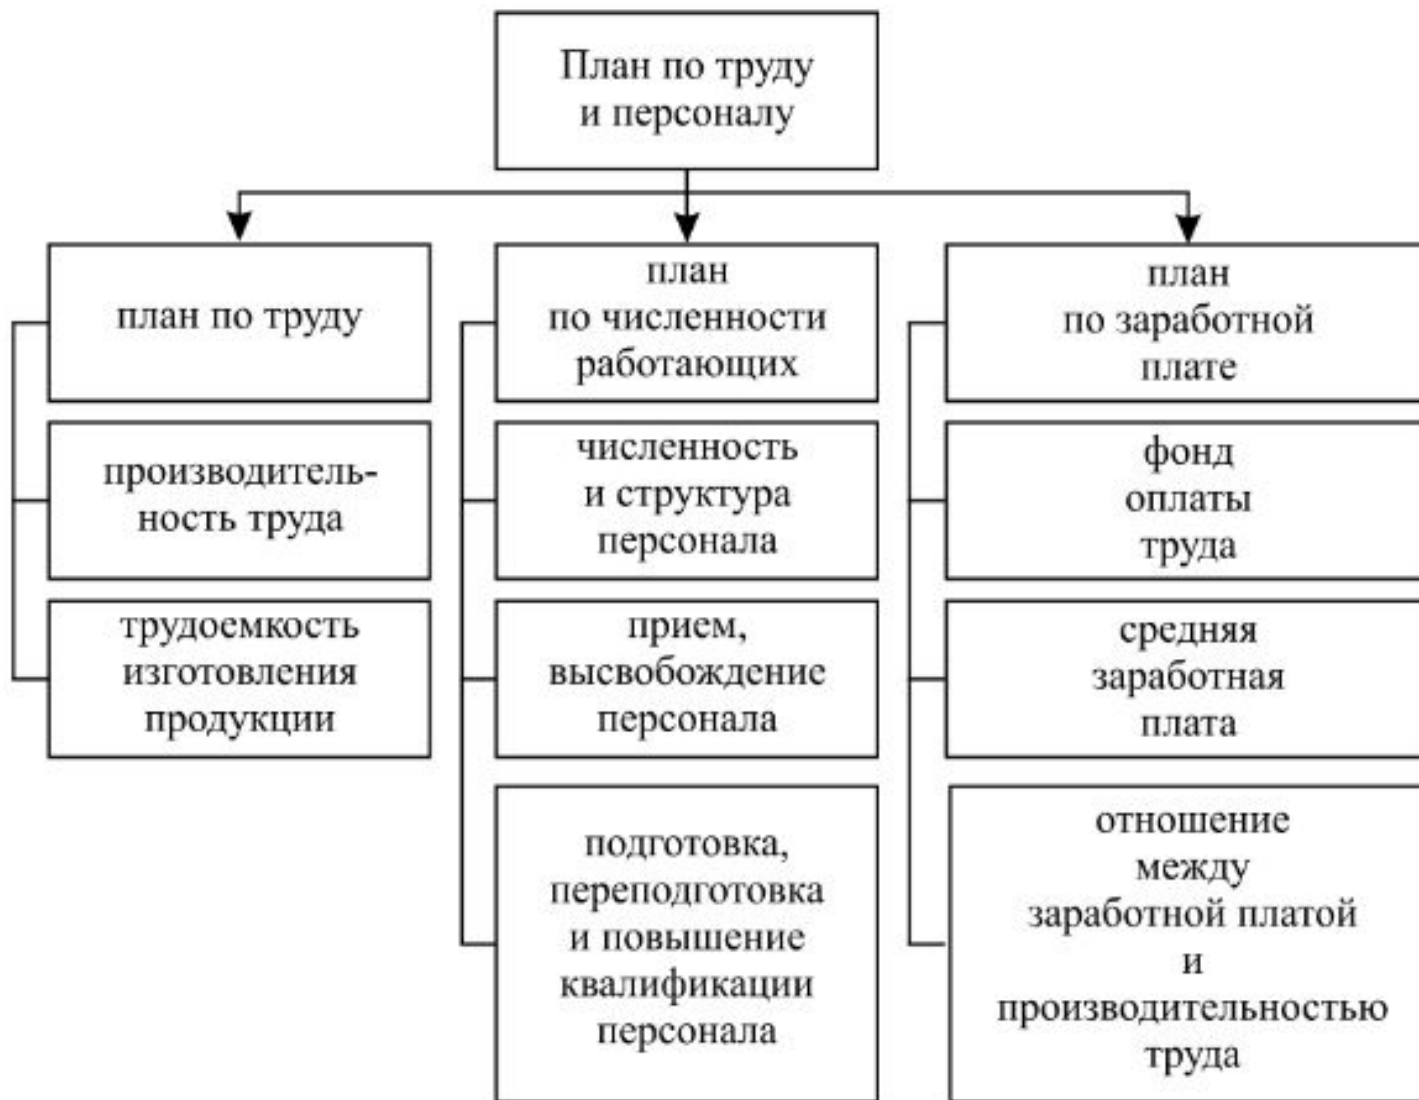 План по труду
и персоналу
план по труду
производитель-
ность труда
трудоемкость
изготовления
продукции
план
по численности
работающих
численность
и структура
персонала
прием,
высвобождение
персонала
подготовка,
переподготовка
и повышение
квалификации
персонала
план
по заработной
плате
фонд
оплаты
труда
средняя
заработная
плата
отношение
между
заработной платой
и
производительностью
труда